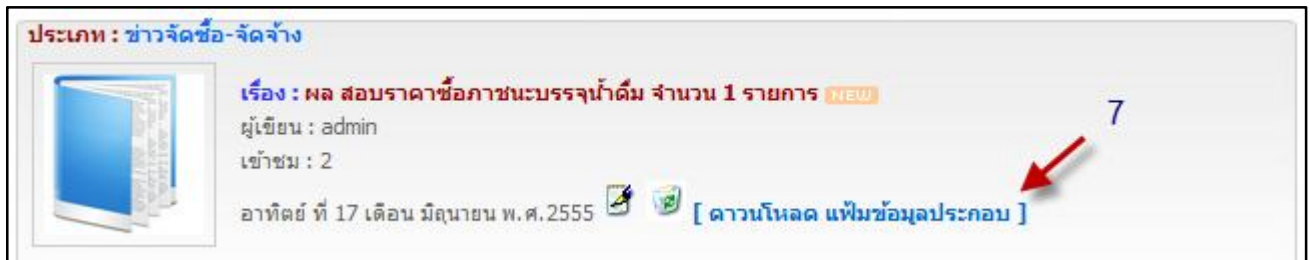 ประเภท : ข่าวจัดซื้อ-จัดจ้าง
เรื่อง : ผล สอบราคาซื้อภาชนะบรรจุน้ำดื่ม จำนวน 1 รายการ NEW
ผู้เขียน : admin
7
เข้าชม : 2
อาทิตย์ ที่ 17 เดือน มิถุนายน พ.ศ.2555 [ ดาวน์โหลด แฟ้มข้อมูลประกอบ ]